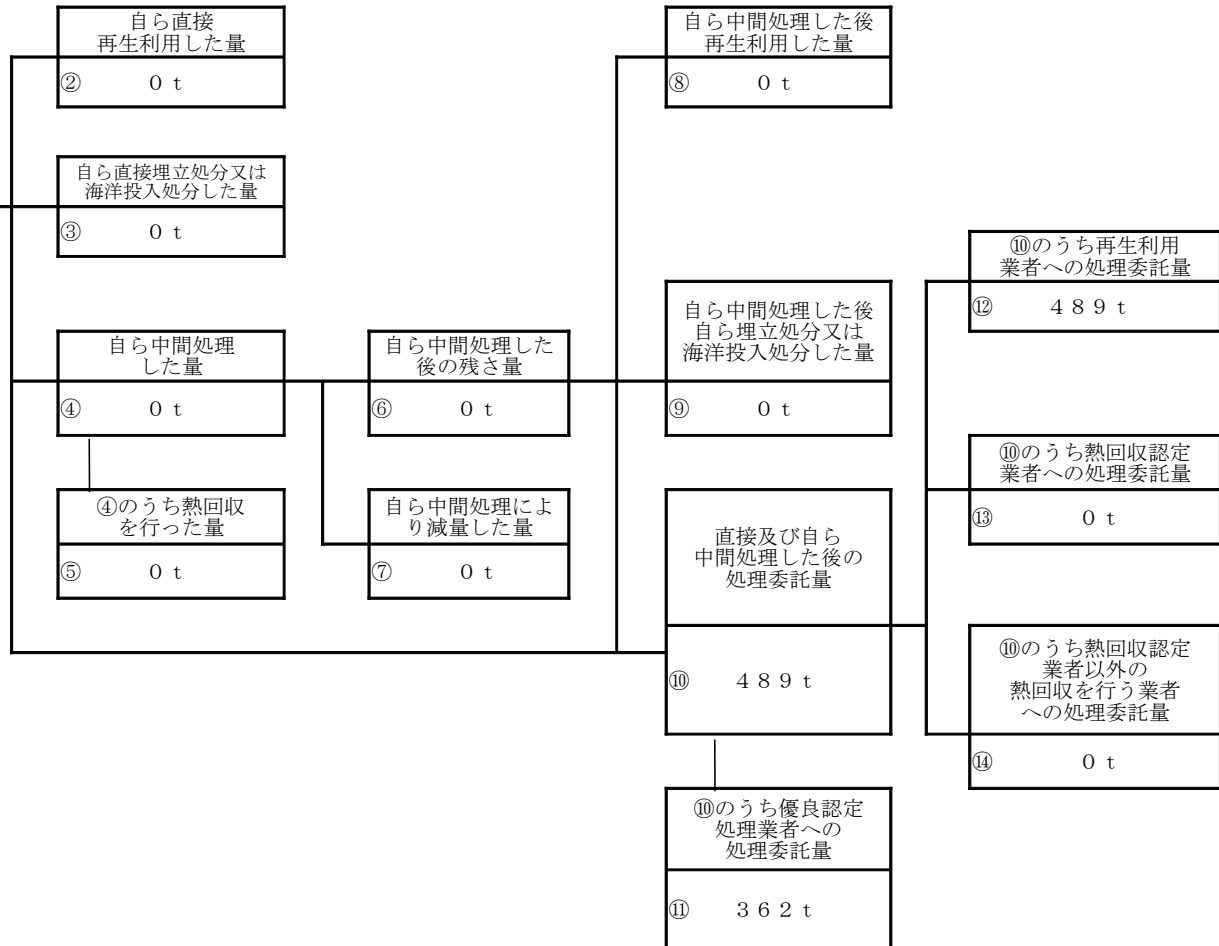 自ら直接
再生利用した量
② 0 t
自ら中間処理した後
再生利用した量
⑧ 0 t
自ら直接埋立処分又は
海洋投入処分した量
③ 0 t
⑩のうち再生利用
業者への処理委託量
⑫ 489t
自ら中間処理
した量
④ 0 t
自ら中間処理した
後の残さ量
⑥ 0 t
自ら中間処理した後
自ら埋立処分又は
海洋投入処分した量
⑨ 0 t
⑩のうち熱回収認定
業者への処理委託量
⑬ 0 t
④のうち熱回収
を行った量
⑤ 0 t
自ら中間処理によ
り減量した量
⑦ 0 t
直接及び自ら
中間処理した後の
処理委託量
⑩ 489t
⑩のうち熱回収認定
業者以外の
熱回収を行う業者
への処理委託量
⑭ 0 t
⑩のうち優良認定
処理業者への
処理委託量
⑪ 362t